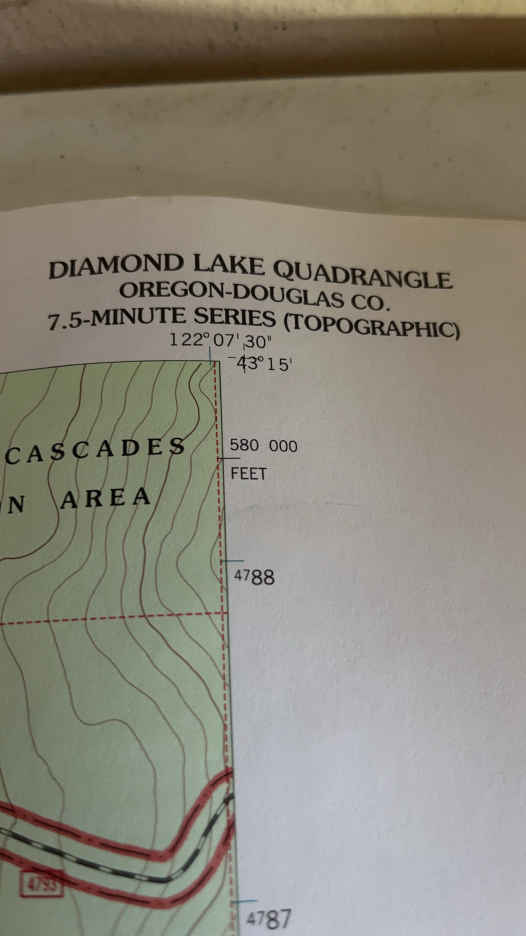 DIAMOND LAKE QUADRANGLE
OREGON-DOUGLAS CO.
7.5-MINUTE SERIES (TOPOGRAPHIC)
122°07'30"
43°15'
CASCADES
580 000
FEET
N AREA
4788
4793
4787